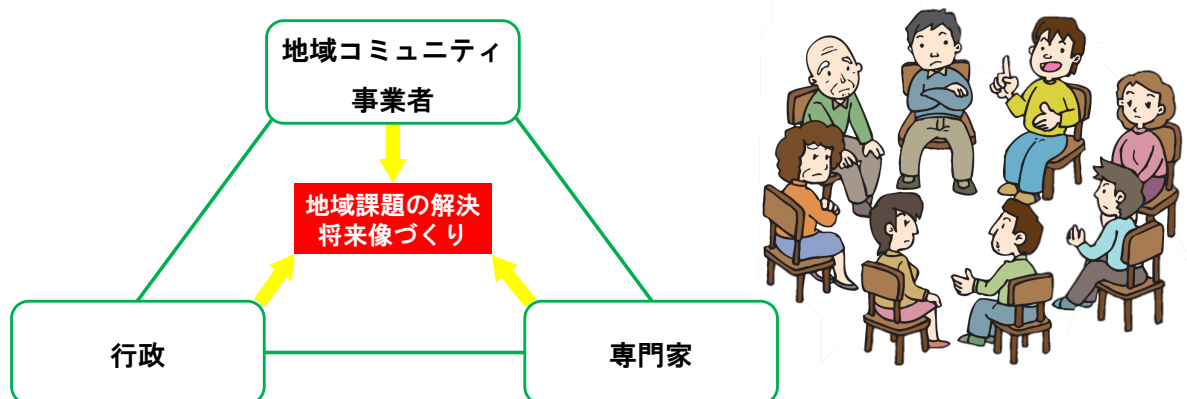 地域コミュニティ
事業者
地域課題の解決
将来像づくり
行政
専門家